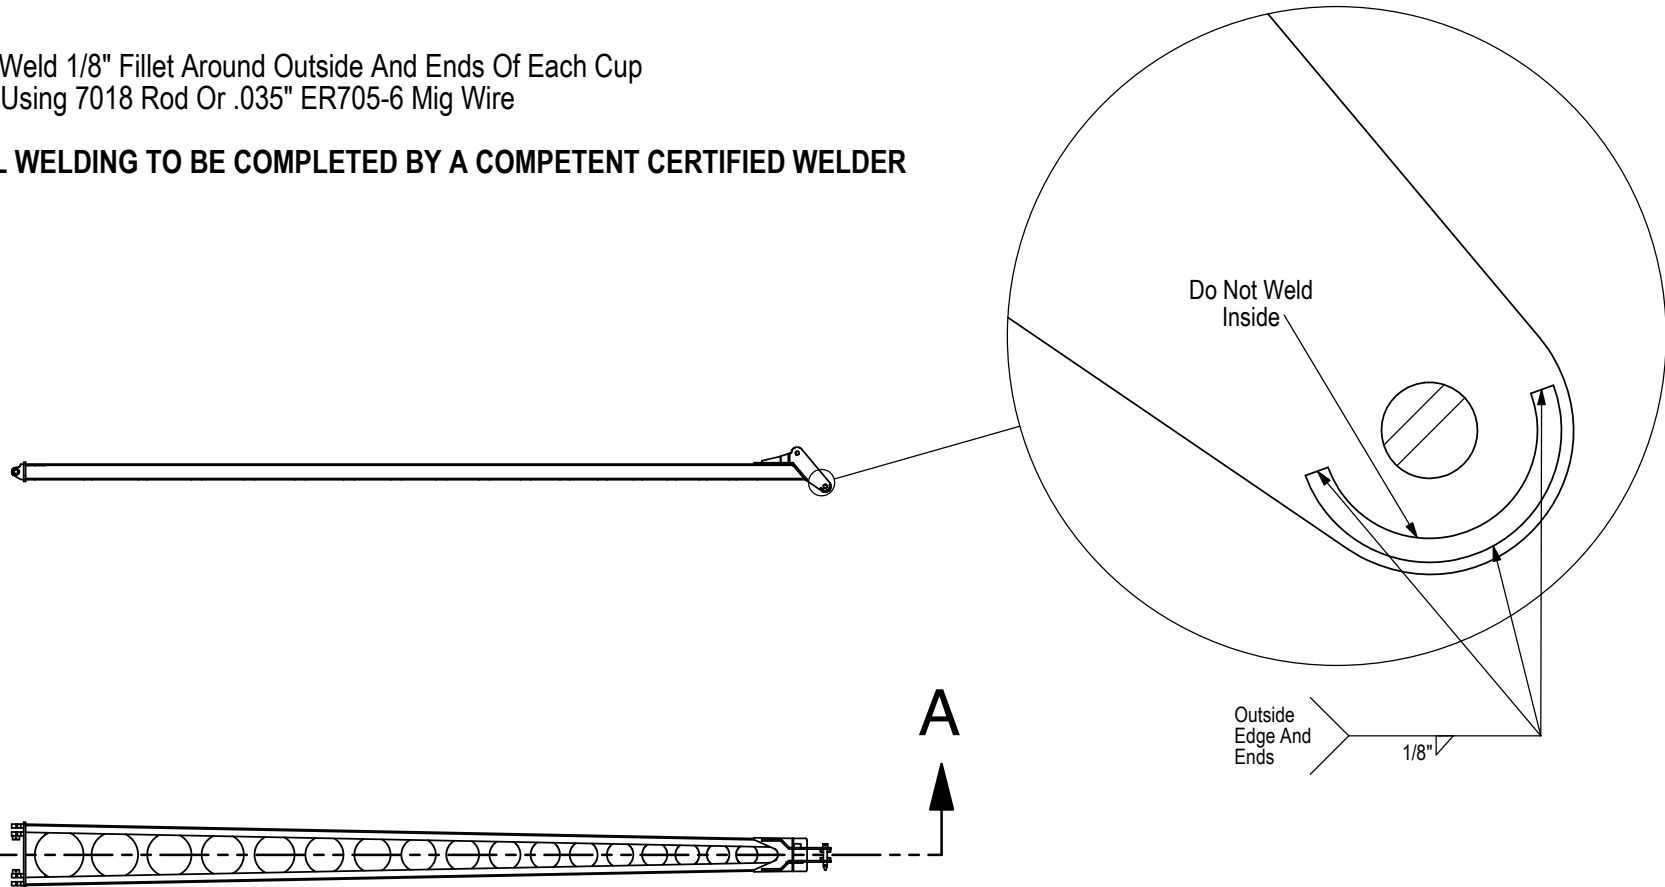 Weld 1/8" Fillet Around Outside And Ends Of Each Cup
Using 7018 Rod Or .035" ER705-6 Mig Wire
L WELDING TO BE COMPLETED BY A COMPETENT CERTIFIED WELDER
Do Not Weld
Inside
A
Outside
Edge And
Ends
1/8"